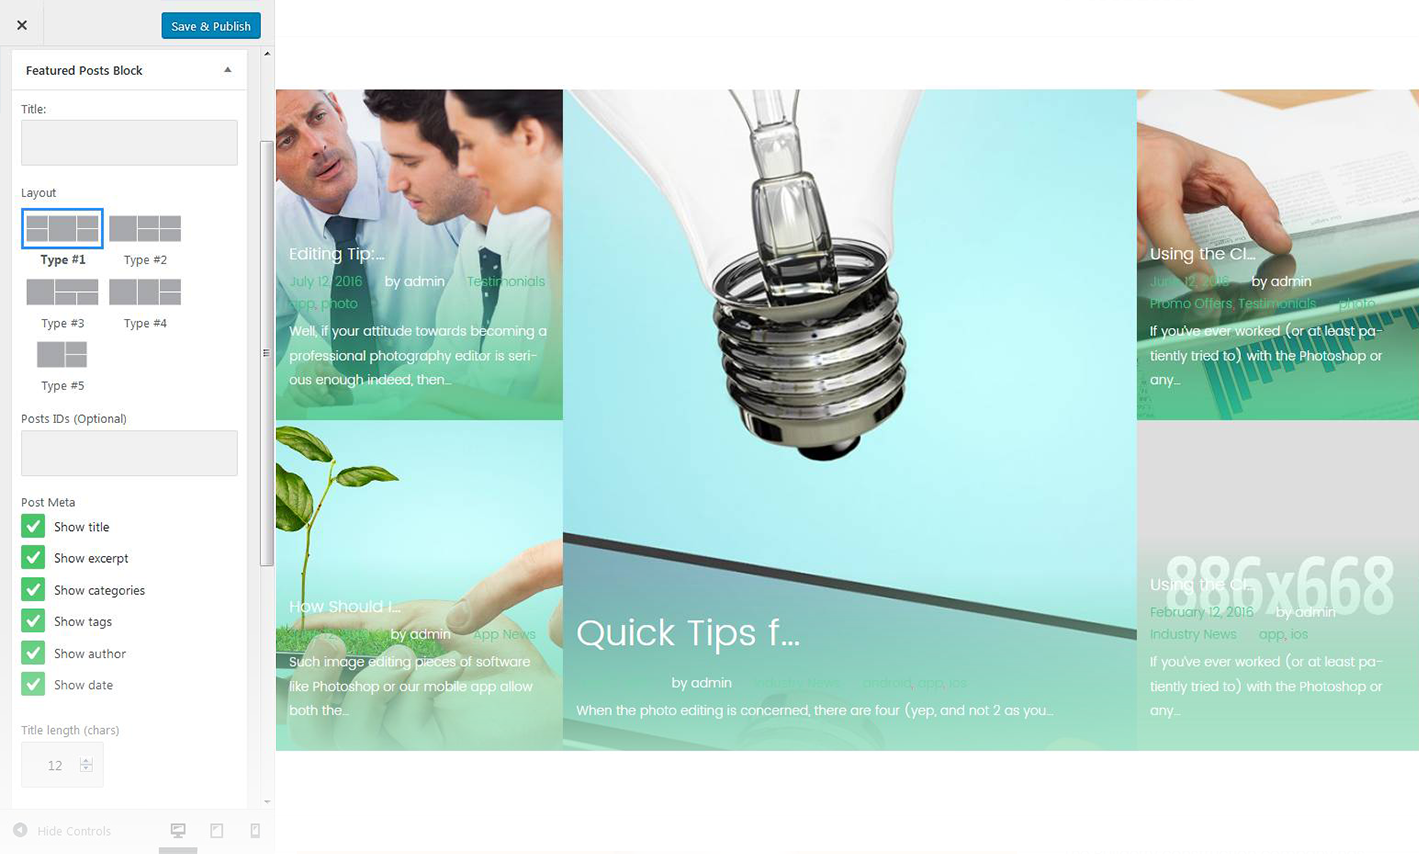 Save & Publish
Featured Posts Block
Title:
Layout
Type #1
Type #2
Type #3
Type #4
Type #5
Posts IDs (Optional)
Post Meta
Show title
Show excerpt
Show categories
Show tags
Show author
Show date
Title length (chars)
12
Hide Controls
Editing Tip:...
July 12, 2016 by admin Testimonials
app, photo
Well, if your attitude towards becoming a
professional photography editor is seri-
ous enough indeed, then...
How Should I...
by admin App News
Such image editing pieces of software
like Photoshop or our mobile app allow
both the...
Quick Tips f...
by admin Industry News android, app, ios
When the photo editing is concerned, there are four (yep, and not 2 as you...
Using the Cl...
June 12, 2016 by admin
Promo Offers, Testimonials photo
If you've ever worked (or at least pa-
tiently tried to) with the Photoshop or
any...
886x668
Using the Cl...
February 12, 2016 by admin
Industry News app, ios
If you've ever worked (or at least pa-
tiently tried to) with the Photoshop or
any...